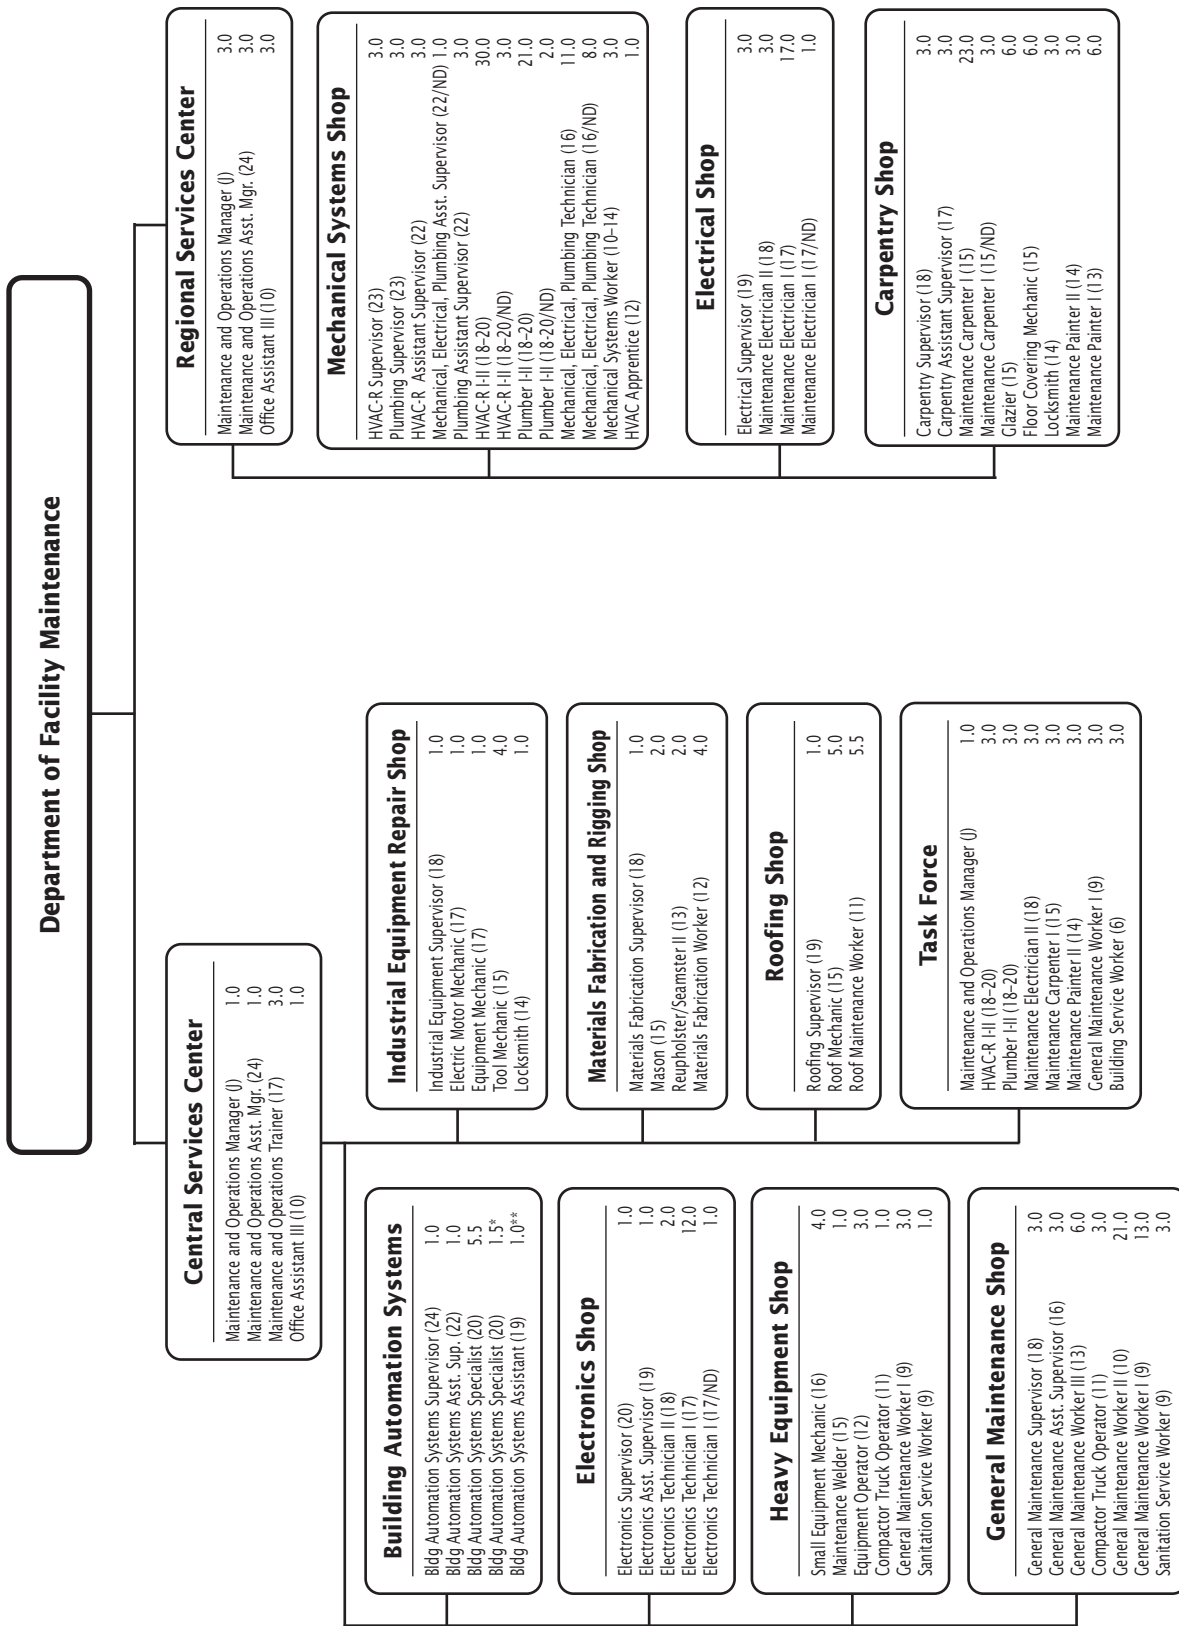 Department of Facility Maintenance
Central Services Center
Maintenance and Operations Manager (J) 1.0
Maintenance and Operations Asst. Mgr. (24) 1.0
Maintenance and Operations Trainer (17) 3.0
Office Assistant III (10) 1.0
Building Automation Systems
Bldg Automation Systems Supervisor (24) 1.0
Bldg Automation Systems Asst. Sup. (22) 1.0
Bldg Automation Systems Specialist (20) 5.5
Bldg Automation Systems Specialist (20) 1.5*
Bldg Automation Systems Assistant (19) 1.0**
Electronics Shop
Electronics Supervisor (20) 1.0
Electronics Asst. Supervisor (19) 1.0
Electronics Technician II (18) 2.0
Electronics Technician I (17) 12.0
Electronics Technician I (17/ND) 1.0
Heavy Equipment Shop
Small Equipment Mechanic (16) 4.0
Maintenance Welder (15) 1.0
Equipment Operator (12) 3.0
Compactor Truck Operator (11) 1.0
General Maintenance Worker I (9) 3.0
Sanitation Service Worker (9) 1.0
General Maintenance Shop
General Maintenance Supervisor (18) 3.0
General Maintenance Asst. Supervisor (16) 3.0
General Maintenance Worker III (13) 6.0
Compactor Truck Operator (11) 3.0
General Maintenance Worker II (10) 21.0
General Maintenance Worker I (9) 13.0
Sanitation Service Worker (9) 3.0
Industrial Equipment Repair Shop
Industrial Equipment Supervisor (18) 1.0
Electric Motor Mechanic (17) 1.0
Equipment Mechanic (17) 1.0
Tool Mechanic (15) 4.0
Locksmith (14) 1.0
Materials Fabrication and Rigging Shop
Materials Fabrication Supervisor (18) 1.0
Mason (15) 2.0
Reupholster/Seamster II (13) 2.0
Materials Fabrication Worker (12) 4.0
Roofing Shop
Roofing Supervisor (19) 1.0
Roof Mechanic (15) 5.0
Roof Maintenance Worker (11) 5.5
Task Force
Maintenance and Operations Manager (J) 1.0
HVAC-R I-II (18–20) 3.0
Plumber I-II (18–20) 3.0
Maintenance Electrician II (18) 3.0
Maintenance Carpenter I (15) 3.0
Maintenance Painter II (14) 3.0
General Maintenance Worker I (9) 3.0
Building Service Worker (6) 3.0
Regional Services Center
Maintenance and Operations Manager (J) 3.0
Maintenance and Operations Asst. Mgr. (24) 3.0
Office Assistant III (10) 3.0
Mechanical Systems Shop
HVAC-R Supervisor (23) 3.0
Plumbing Supervisor (23) 3.0
HVAC-R Assistant Supervisor (22) 3.0
Mechanical, Electrical, Plumbing Asst. Supervisor (22/ND) 1.0
Plumbing Assistant Supervisor (22) 3.0
HVAC-R I-II (18–20) 30.0
HVAC-R I-II (18–20/ND) 3.0
Plumber I-II (18–20) 21.0
Plumber I-II (18-20/ND) 2.0
Mechanical, Electrical, Plumbing Technician (16) 11.0
Mechanical, Electrical, Plumbing Technician (16/ND) 8.0
Mechanical Systems Worker (10–14) 3.0
HVAC Apprentice (12) 1.0
Electrical Shop
Electrical Supervisor (19) 3.0
Maintenance Electrician II (18) 3.0
Maintenance Electrician I (17) 17.0
Maintenance Electrician I (17/ND) 1.0
Carpentry Shop
Carpentry Supervisor (18) 3.0
Carpentry Assistant Supervisor (17) 3.0
Maintenance Carpenter I (15) 23.0
Maintenance Carpenter I (15/ND) 3.0
Glazier (15) 6.0
Floor Covering Mechanic (15) 6.0
Locksmith (14) 3.0
Maintenance Painter II (14) 3.0
Maintenance Painter I (13) 6.0